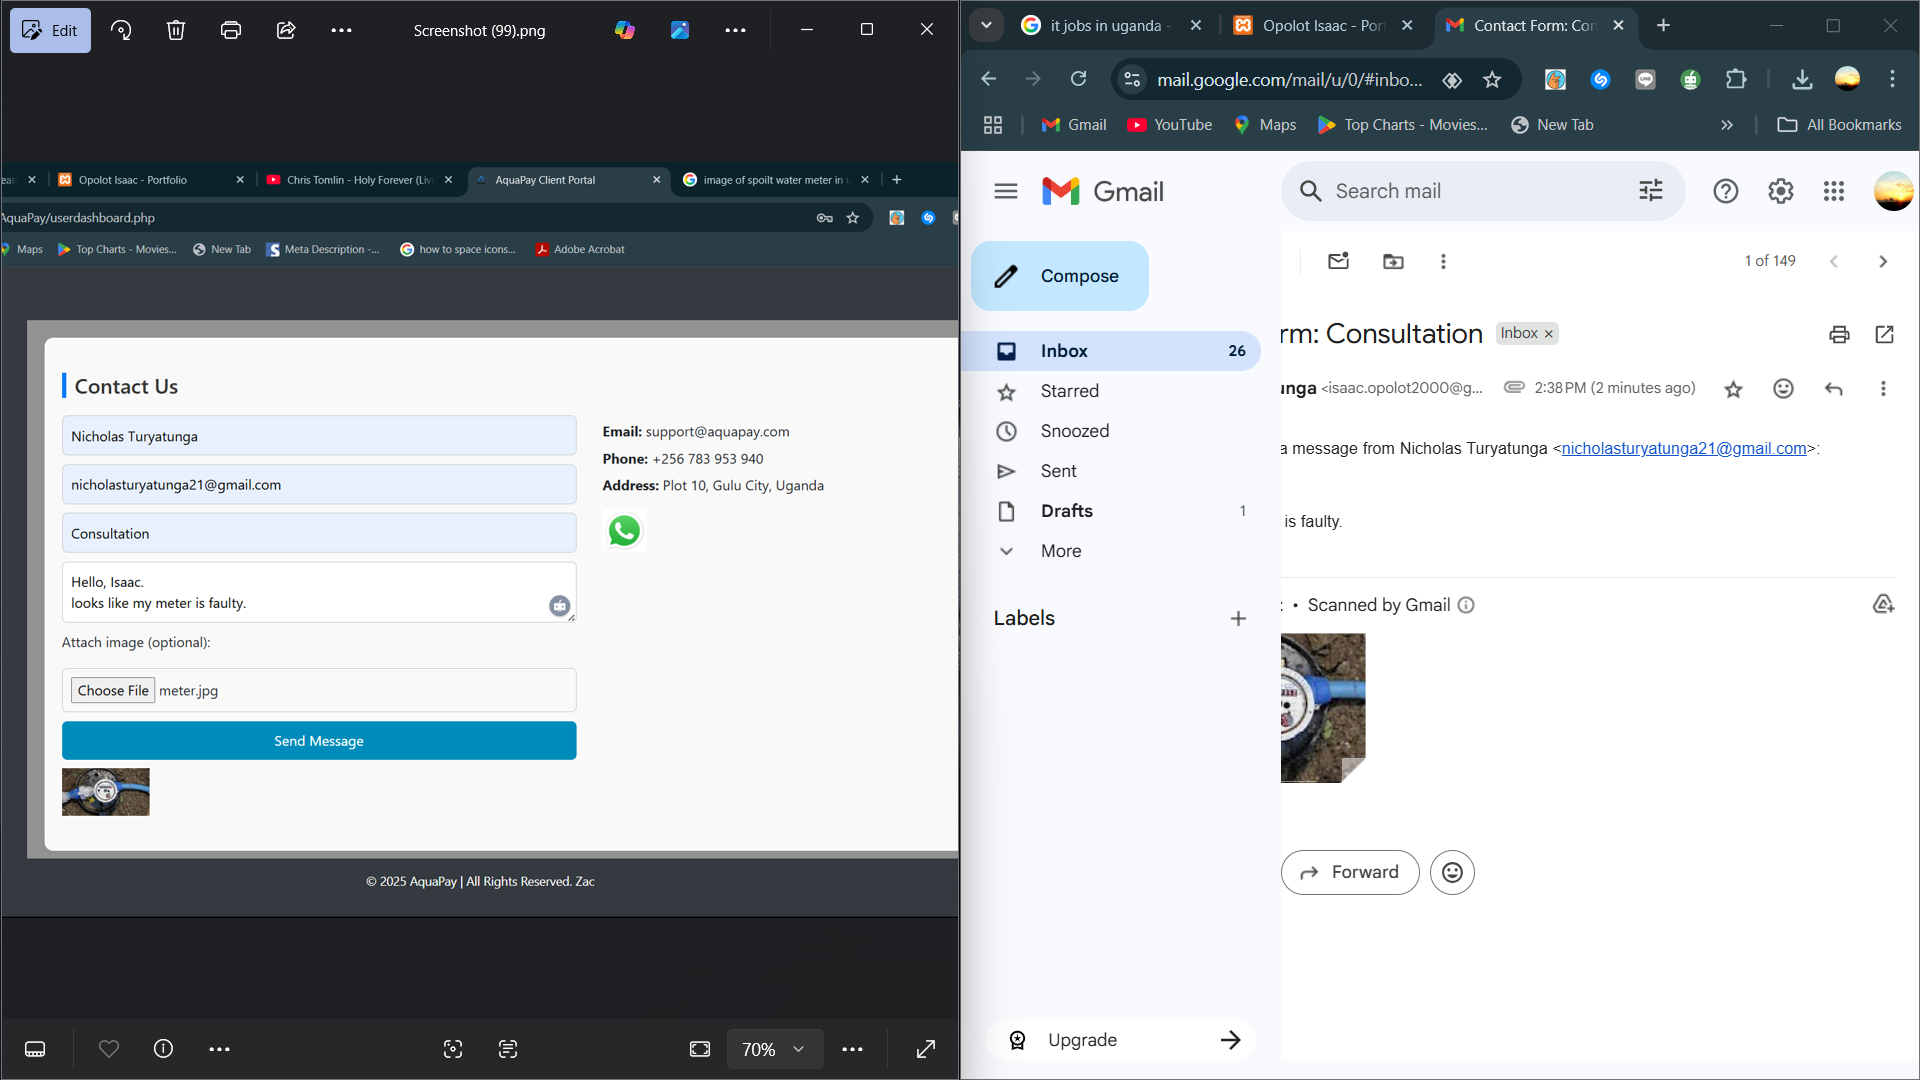 Edit
Screenshot (99).png
Opolot Isaac - Portfolio
Chris Tomlin - Holy Forever (Liv
AquaPay Client Portal
image of spoilt water meter in u
AquaPay/userdashboard.php
Maps
Top Charts - Movies...
New Tab
Meta Description -...
how to space icons...
Adobe Acrobat
Contact Us
Nicholas Turyatunga
nicholasturyatunga21@gmail.com
Consultation
Hello, Isaac.
looks like my meter is faulty.
Attach image (optional):
Choose File meter.jpg
Send Message
Email: support@aquapay.com
Phone: +256 783 953 940
Address: Plot 10, Gulu City, Uganda
© 2025 AquaPay | All Rights Reserved. Zac
70%
it jobs in uganda -
Opolot Isaac - Port
Contact Form: Con
mail.google.com/mail/u/0/#inbo...
Gmail
YouTube
Maps
Top Charts - Movies...
New Tab
All Bookmarks
Gmail
Search mail
Compose
1 of 149
Inbox 26
Starred
Snoozed
Sent
Drafts 1
More
Labels
Upgrade
rm: Consultation Inbox
unga <isaac.opolot2000@g... 2:38 PM (2 minutes ago)
a message from Nicholas Turyatunga <nicholasturyatunga21@gmail.com>:
is faulty.
• Scanned by Gmail
Forward